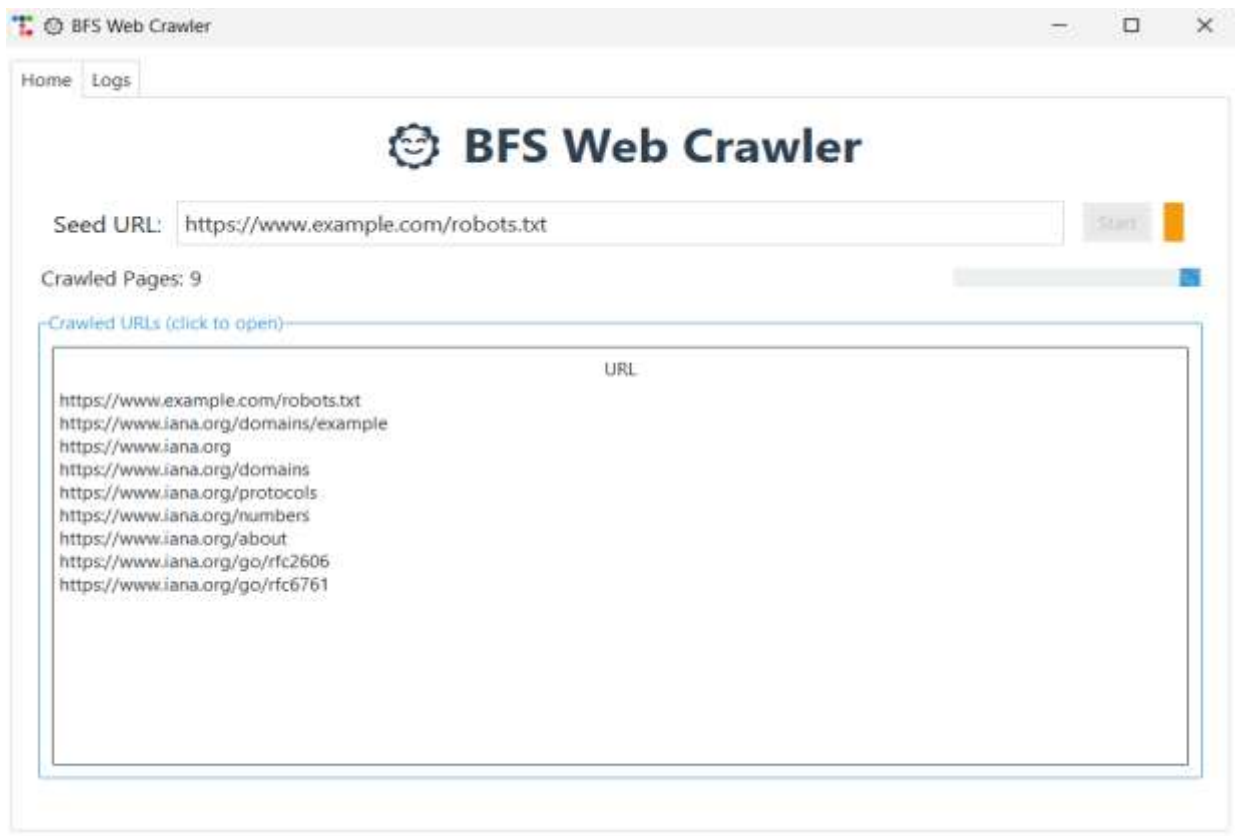 BFS Web Crawler
Home Logs
BFS Web Crawler
Seed URL: https://www.example.com/robots.txt Start
Crawled Pages: 9
Crawled URLs (click to open)
URL
https://www.example.com/robots.txt
https://www.iana.org/domains/example
https://www.iana.org
https://www.iana.org/domains
https://www.iana.org/protocols
https://www.iana.org/numbers
https://www.iana.org/about
https://www.iana.org/go/rfc2606
https://www.iana.org/go/rfc6761